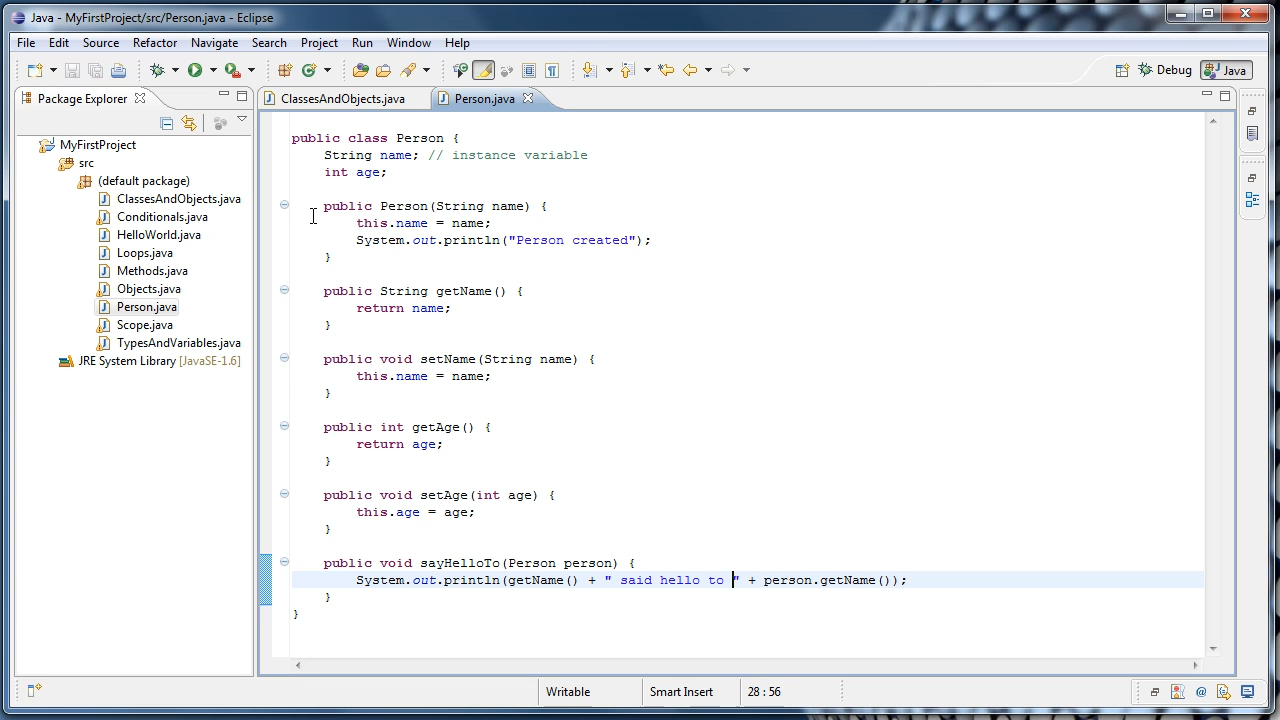 Java - MyFirstProject/src/Person.java - Eclipse
File Edit Source Refactor Navigate Search Project Run Window Help
Debug Java
Package Explorer ClassesAndObjects.java Person.java
MyFirstProject
src
(default package)
ClassesAndObjects.java
Conditionals.java
HelloWorld.java
Loops.java
Methods.java
Objects.java
Person.java
Scope.java
TypesAndVariables.java
JRE System Library [JavaSE-1.6]
public class Person {
String name; // instance variable
int age;
public Person(String name) {
this.name = name;
System.out.println("Person created");
}
public String getName() {
return name;
}
public void setName(String name) {
this.name = name;
}
public int getAge() {
return age;
}
public void setAge(int age) {
this.age = age;
}
public void sayHelloTo(Person person) {
System.out.println(getName() + " said hello to " + person.getName());
}
}
Writable Smart Insert 28 : 56